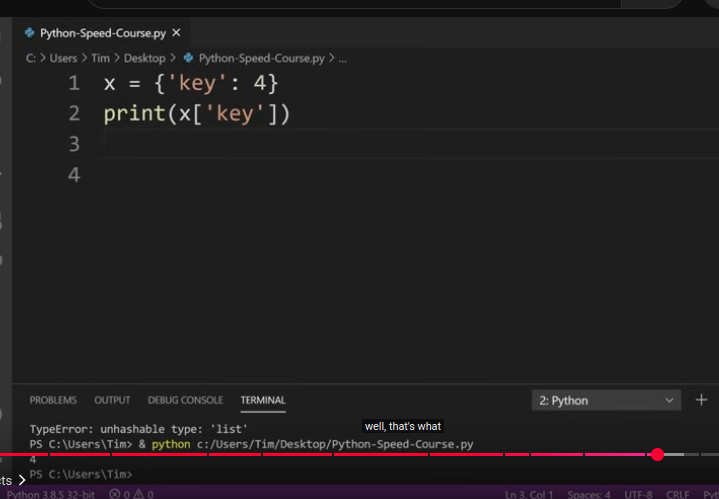 Python-Speed-Course.py ×
C: > Users > Tim > Desktop > Python-Speed-Course.py > ...
1 x = {'key': 4}
2 print(x['key'])
3
4
PROBLEMS OUTPUT DEBUG CONSOLE TERMINAL 2: Python
TypeError: unhashable type: 'list'
well, that's what
PS C:\Users\Tim> & python c:/Users/Tim/Desktop/Python-Speed-Course.py
4
PS C:\Users\Tim>
Python 3.8.5 32-bit 0 0 Ln 3, Col 1 Spaces: 4 UTF-8 CRLF